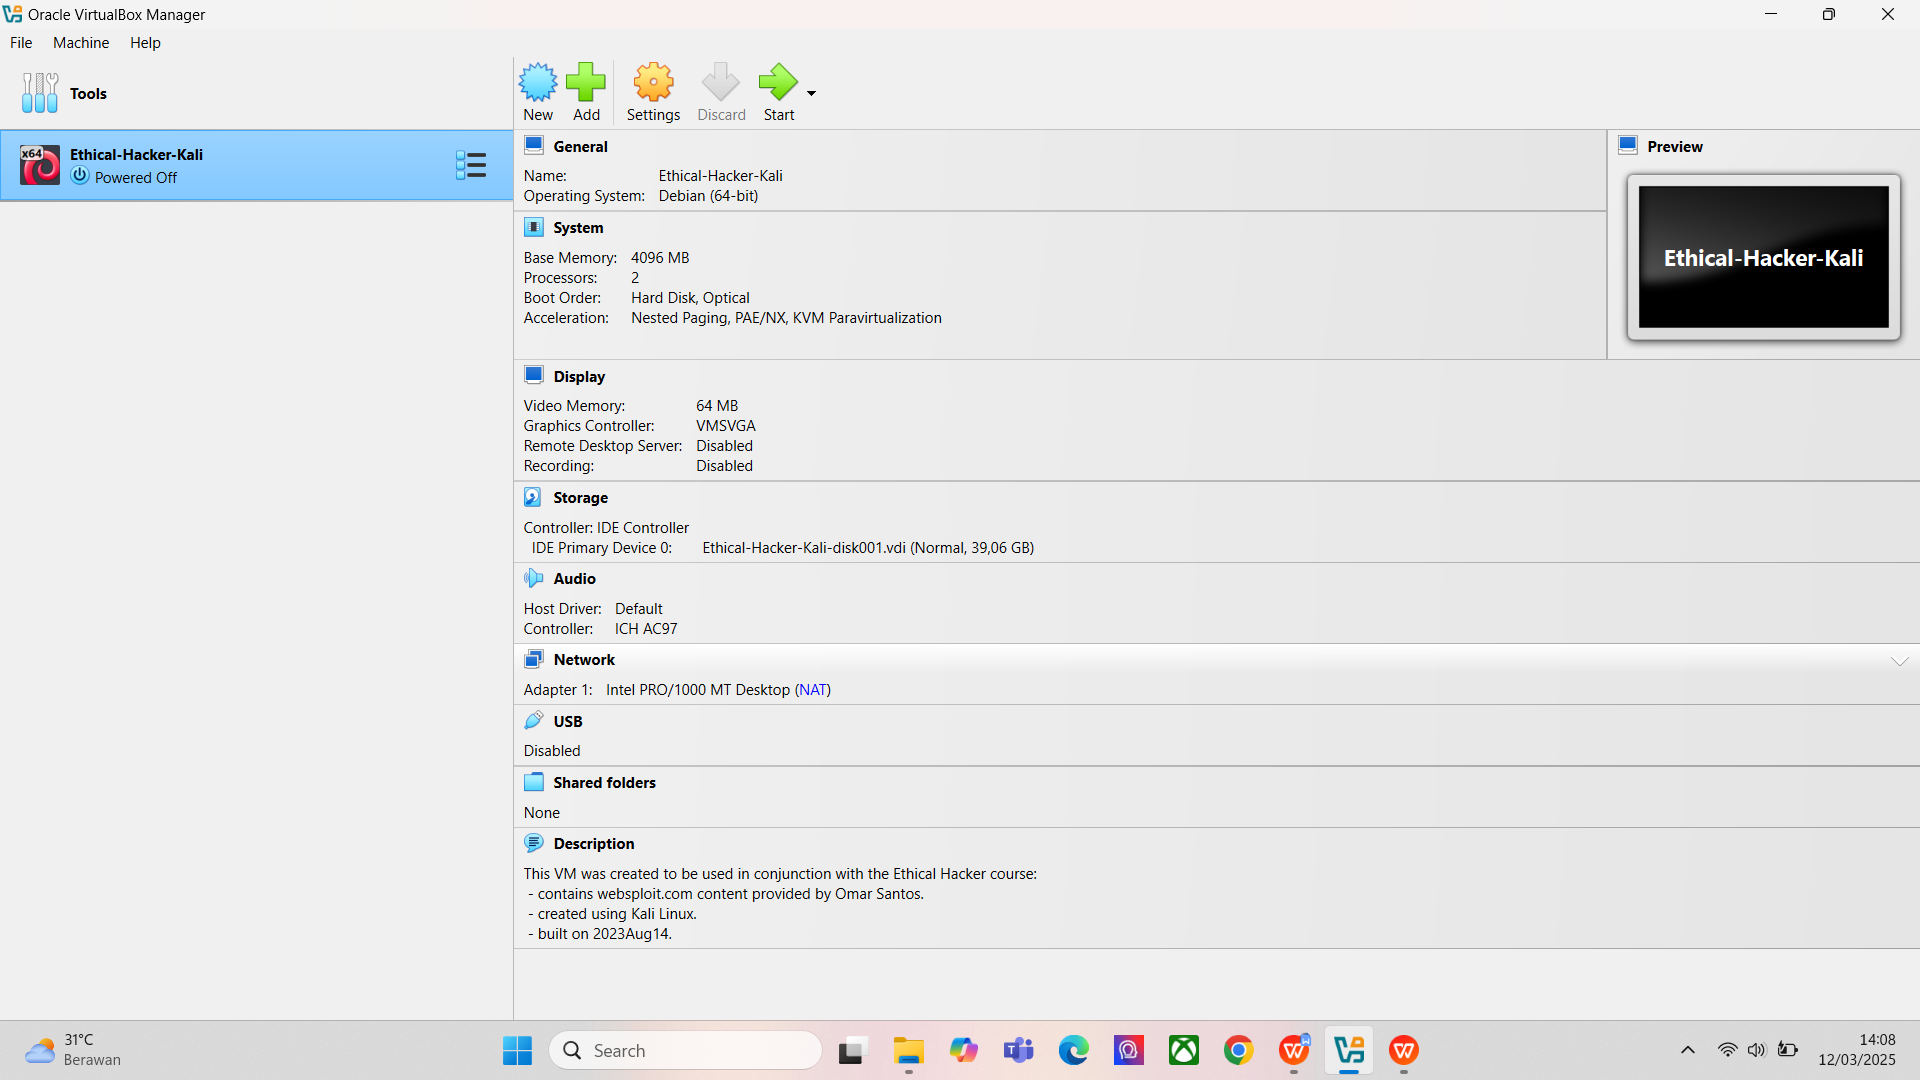 Oracle VirtualBox Manager
File Machine Help
Tools
New Add Settings Discard Start
x64
Ethical-Hacker-Kali
Powered Off
General
Name: Ethical-Hacker-Kali
Operating System: Debian (64-bit)
Preview
Ethical-Hacker-Kali
System
Base Memory: 4096 MB
Processors: 2
Boot Order: Hard Disk, Optical
Acceleration: Nested Paging, PAE/NX, KVM Paravirtualization
Display
Video Memory: 64 MB
Graphics Controller: VMSVGA
Remote Desktop Server: Disabled
Recording: Disabled
Storage
Controller: IDE Controller
IDE Primary Device 0: Ethical-Hacker-Kali-disk001.vdi (Normal, 39,06 GB)
Audio
Host Driver: Default
Controller: ICH AC97
Network
Adapter 1: Intel PRO/1000 MT Desktop (NAT)
USB
Disabled
Shared folders
None
Description
This VM was created to be used in conjunction with the Ethical Hacker course:
- contains websploit.com content provided by Omar Santos.
- created using Kali Linux.
- built on 2023Aug14.
31°C
Berawan
Search
14:08
12/03/2025